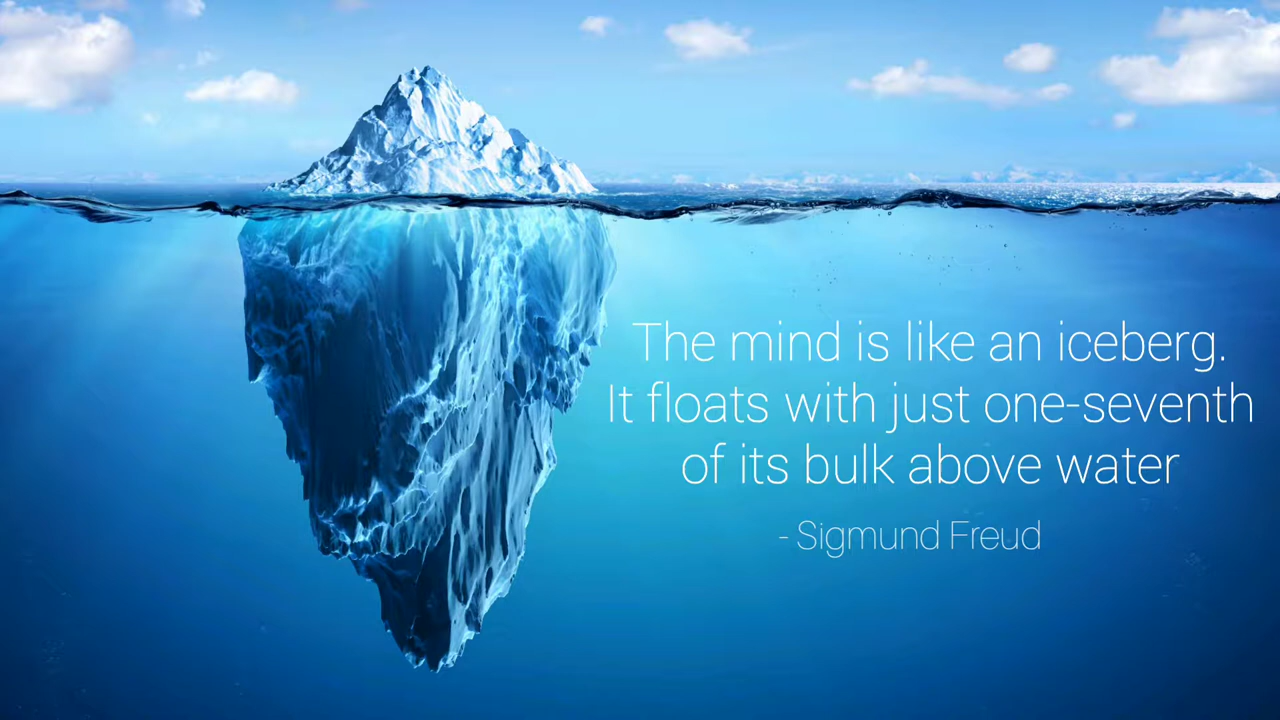 The mind is like an iceberg.
It floats with just one-seventh
of its bulk above water
- Sigmund Freud